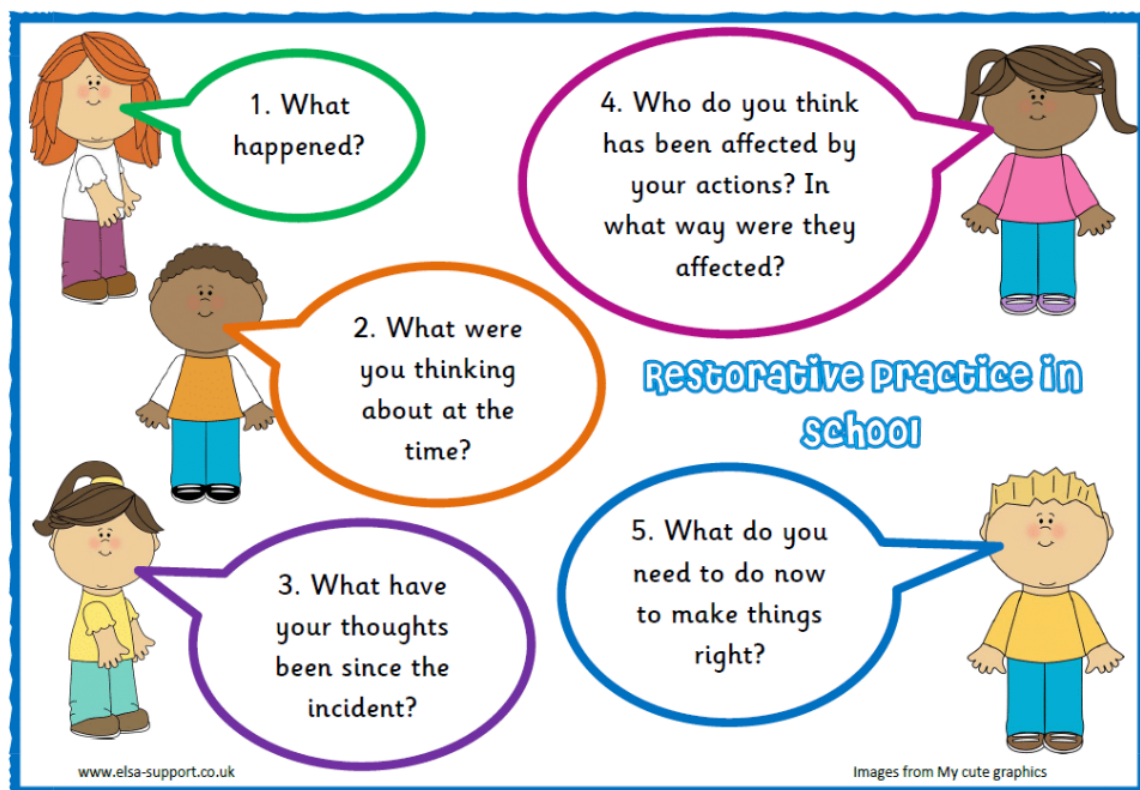 1. What
happened?
2. What were
you thinking
about at the
time?
3. What have
your thoughts
been since the
incident?
4. Who do you think
has been affected by
your actions? In
what way were they
affected?
Restorative practice in
school
5. What do you
need to do now
to make things
right?
www.elsa-support.co.uk
Images from My cute graphics